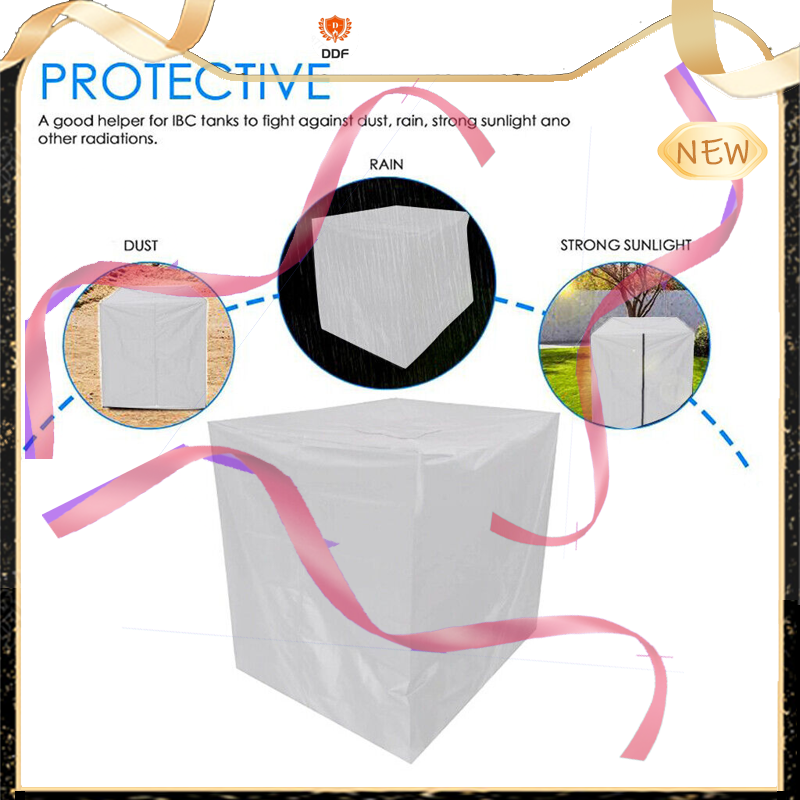 DDF
PROTECTIVE
A good helper for IBC tanks to fight against dust, rain, strong sunlight ano
other radiations.
NEW
RAIN
DUST
STRONG SUNLIGHT